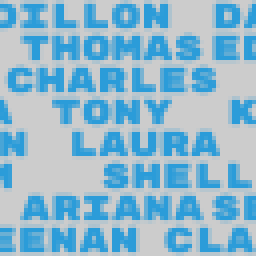 DILLON DA
THOMAS ED
CHARLES
A TONY K
N LAURA
M SHELL
ARIANA SE
EENAN CLA